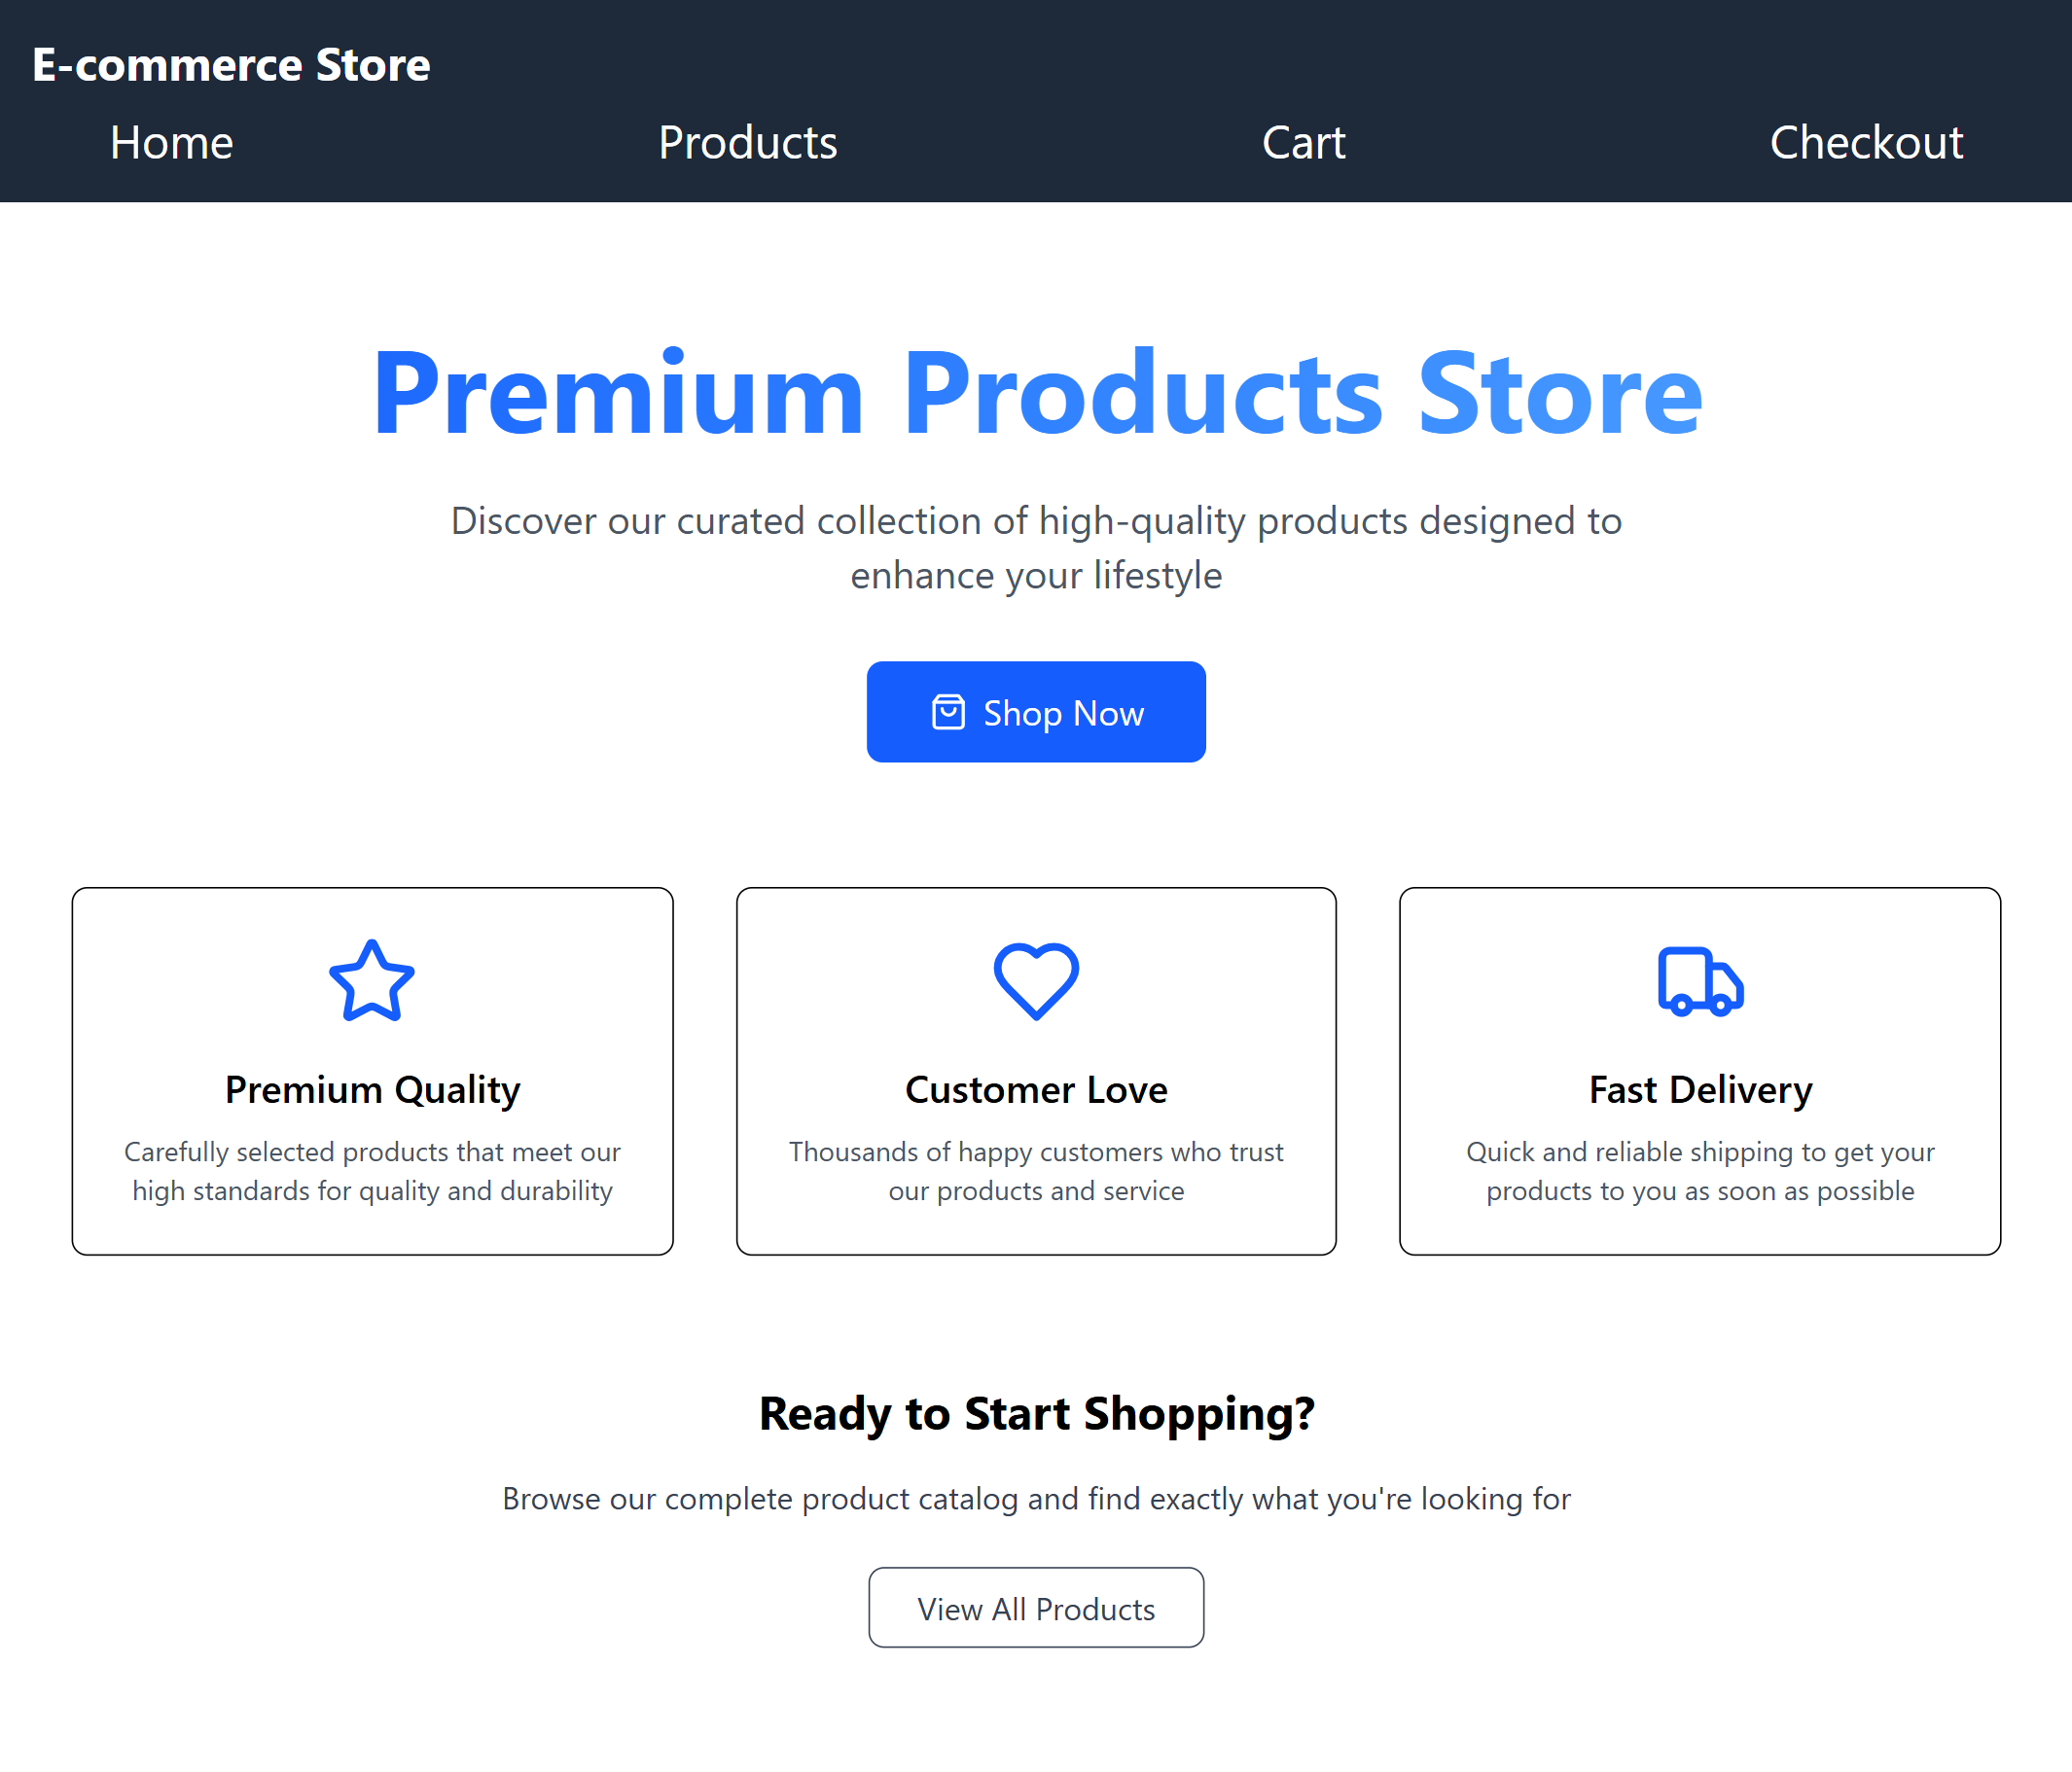 E-commerce Store
Home
Products
Cart
Checkout
Premium Products Store
Discover our curated collection of high-quality products designed to
enhance your lifestyle
Shop Now
Premium Quality
Carefully selected products that meet our
high standards for quality and durability
Customer Love
Thousands of happy customers who trust
our products and service
Fast Delivery
Quick and reliable shipping to get your
products to you as soon as possible
Ready to Start Shopping?
Browse our complete product catalog and find exactly what you're looking for
View All Products